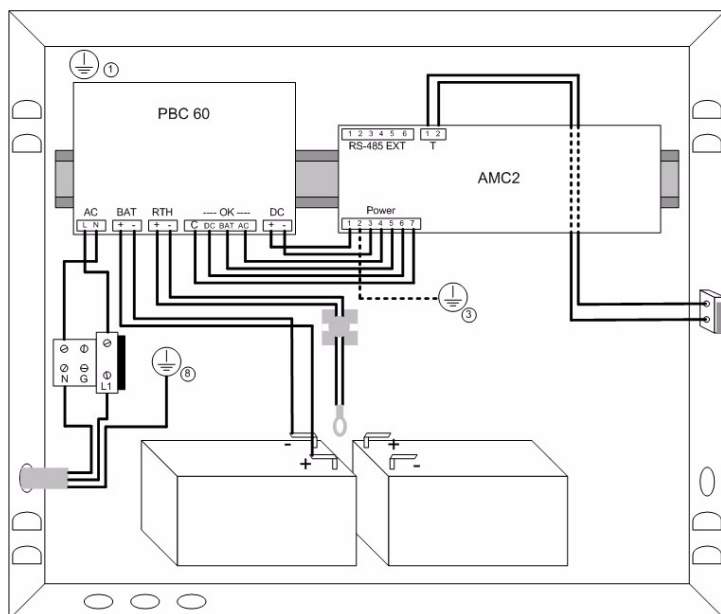 1
PBC 60
1 2 3 4 5 6
1 2
RS-485 EXT
T
AMC2
AC
BAT
RTH
---- OK ----
DC
Power
L N
+ -
+ -
C DC BAT AC
+ -
1 2 3 4 5 6 7
3
8
N
G
L1
-
+
+
-